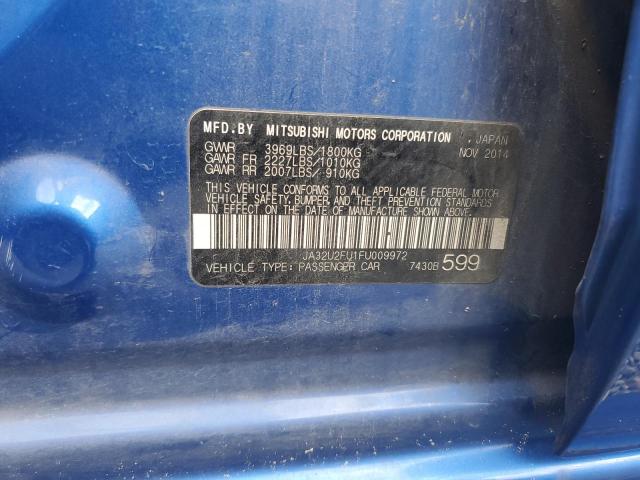 MFD.BY MITSUBISHI MOTORS CORPORATION , JAPAN
GVWR 3969LBS/1800KG NOV 2014
GAWR FR 2227LBS/1010KG
GAWR RR 2007LBS/ 910KG
THIS VEHICLE CONFORMS TO ALL APPLICABLE FEDERAL MOTOR
VEHICLE SAFETY, BUMPER, AND THEFT PREVENTION STANDARDS
IN EFFECT ON THE DATE OF MANUFACTURE SHOWN ABOVE.
JA32U2FU1FU009972
VEHICLE TYPE: PASSENGER CAR 7430B 599